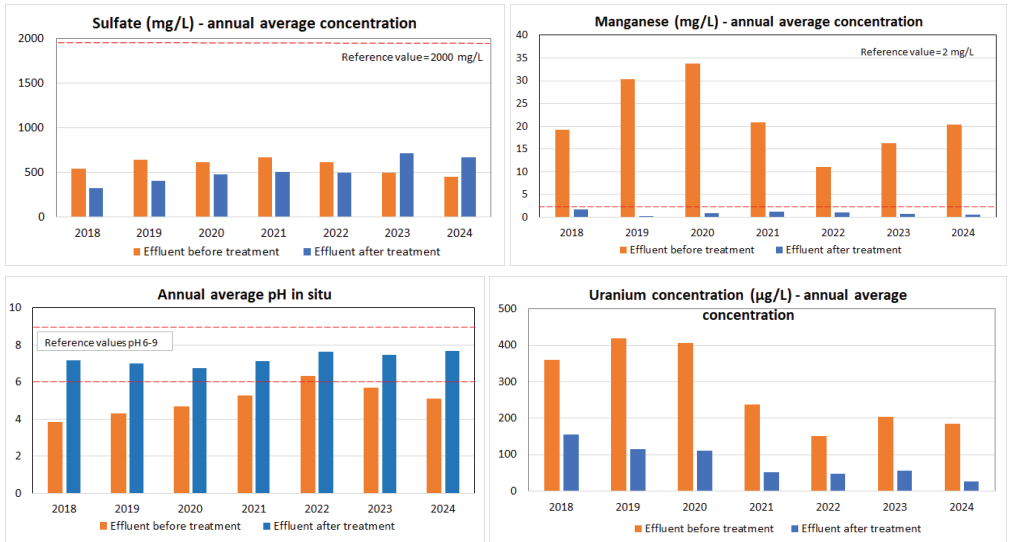 Sulfate (mg/L) - annual average concentration
2000
1500
1000
500
0
Reference value=2000 mg/L
2018 2019 2020 2021 2022 2023 2024
Effluent before treatment Effluent after treatment
Manganese (mg/L) - annual average concentration
40
35
30
25
20
15
10
5
0
Reference value=2 mg/L
2018 2019 2020 2021 2022 2023 2024
Effluent before treatment Effluent after treatment
Annual average pH in situ
10
8
6
4
2
0
Reference values pH6-9
2018 2019 2020 2021 2022 2023 2024
Effluent before treatment Effluent after treatment
Uranium concentration (µg/L) - annual average
concentration
500
400
300
200
100
0
2018 2019 2020 2021 2022 2023 2024
Effluent before treatment Effluent after treatment